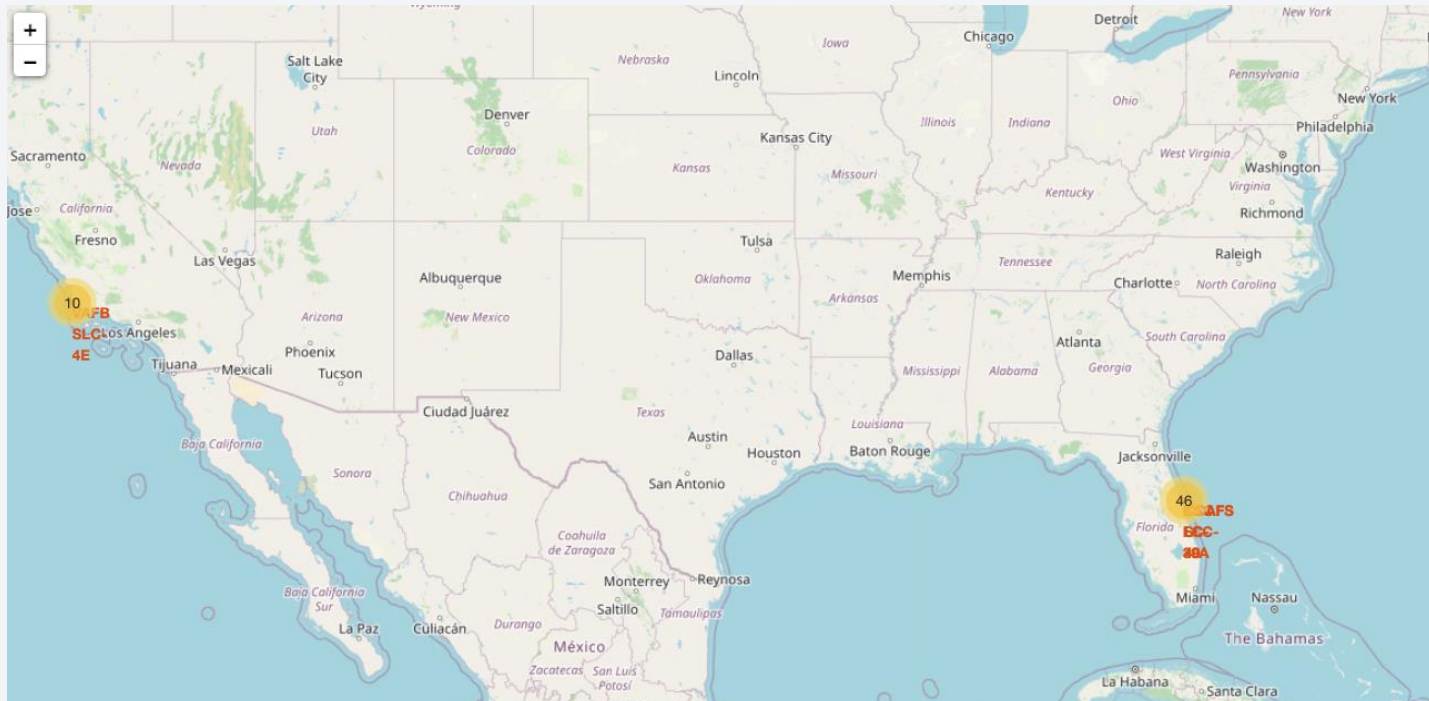 +
−
Detroit
New York
Chicago
Iowa
Nebraska
Salt Lake
City
Lincoln
Pennsylvania
New York
Ohio
Denver
Illinois
Indiana
Philadelphia
Utah
Kansas City
Colorado
Sacramento
Nevada
Kansas
Missouri
West Virginia
Washington
Kentucky
Virginia
Jose
California
Richmond
Fresno
Tulsa
Las Vegas
Raleigh
Albuquerque
Oklahoma
Memphis
Tennessee
Charlotte
North Carolina
10
SLC-
4E
Los Angeles
Arizona
New Mexico
Arkansas
South Carolina
Phoenix
Dallas
Atlanta
Tijuana
Mexicali
Tucson
Mississippi
Alabama
Georgia
Ciudad Juárez
Texas
Louisiana
Baja California
Austin
Houston
Baton Rouge
Jacksonville
Sonora
San Antonio
Chihuahua
46
Florida
Coahuila
de Zaragoza
Monterrey
Reynosa
Baja California
Sur
Saltillo
Tamaulipas
Miami
Nassau
La Paz
Culiacán
Durango
México
The Bahamas
Zacatecas
San Luis
Potosí
La Habana
Santa Clara